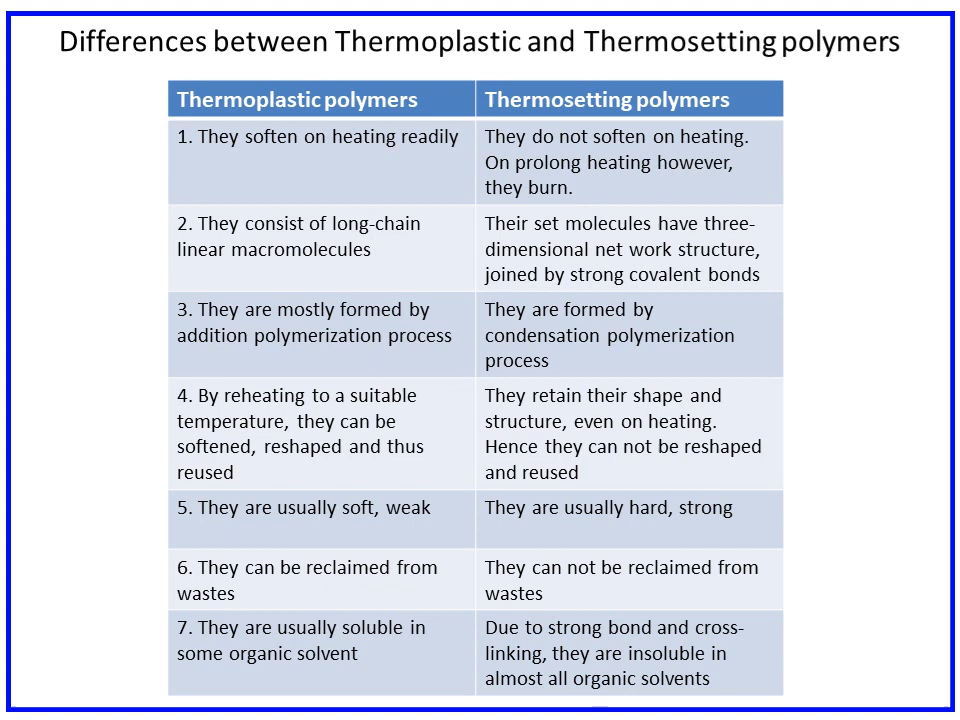 Differences between Thermoplastic and Thermosetting polymers
Thermoplastic polymers
Thermosetting polymers
1. They soften on heating readily
They do not soften on heating.
On prolong heating however,
they burn.
2. They consist of long-chain
linear macromolecules
Their set molecules have three-
dimensional net work structure,
joined by strong covalent bonds
3. They are mostly formed by
addition polymerization process
They are formed by
condensation polymerization
process
4. By reheating to a suitable
temperature, they can be
softened, reshaped and thus
reused
They retain their shape and
structure, even on heating.
Hence they can not be reshaped
and reused
5. They are usually soft, weak
They are usually hard, strong
6. They can be reclaimed from
wastes
They can not be reclaimed from
wastes
7. They are usually soluble in
some organic solvent
Due to strong bond and cross-
linking, they are insoluble in
almost all organic solvents